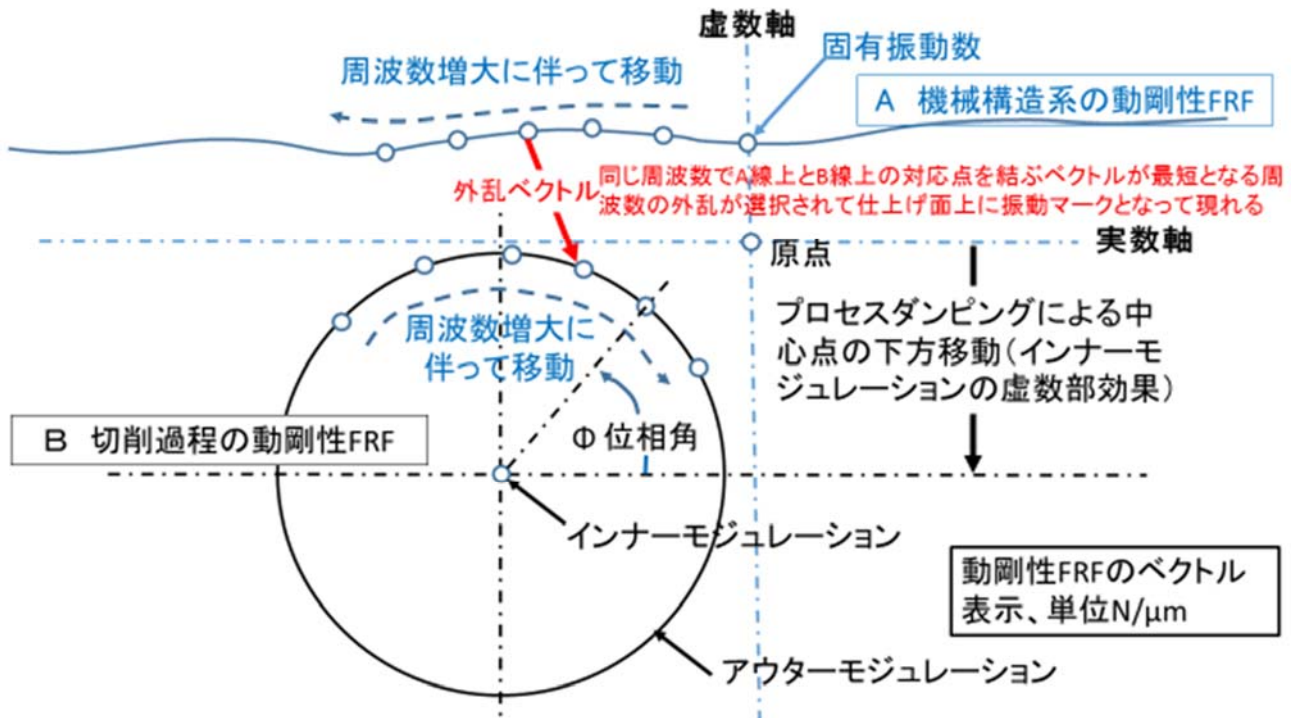 虚数軸
固有振動数
周波数増大に伴って移動
A 機械構造系の動剛性FRF
外乱ベクトル
同じ周波数でA線上とB線上の対応点を結ぶベクトルが最短となる周
波数の外乱が選択されて仕上げ面上に振動マークとなって現れる
実数軸
原点
周波数増大に
伴って移動
プロセスダンピングによる中
心点の下方移動(インナーモ
ジュレーションの虚数部効果)
B 切削過程の動剛性FRF
Φ位相角
インナーモジュレーション
動剛性FRFのベクトル
表示、単位N/μm
アウターモジュレーション